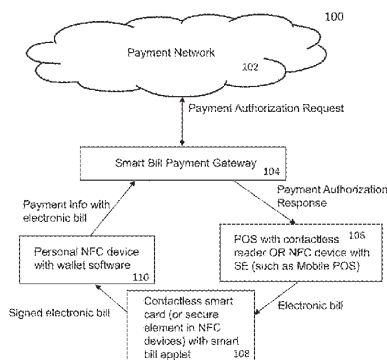 100
Payment Network
102
Payment Authorization Request
Smart Bill Payment Gateway
104
Payment info with
electronic bill
Payment Authorization
Response
106
POS with contactless
reader OR NFC device with
SE (such as Mobile POS)
Personal NFC device
with wallet software
110
Signed electronic bill
Electronic bill
Contactless smart
card (or secure
element in NFC
devices) with smart
bill applet
108